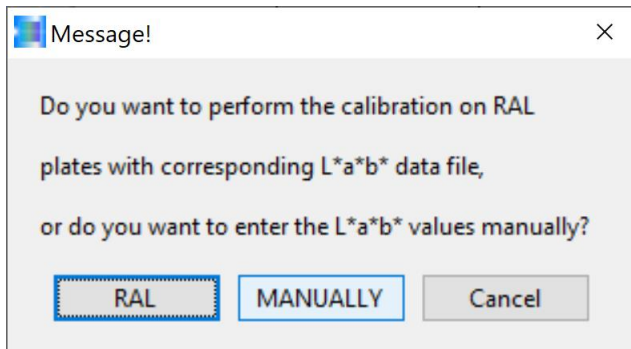 Message!
Do you want to perform the calibration on RAL
plates with corresponding L*a*b* data file,
or do you want to enter the L*a*b* values manually?
RAL MANUALLY Cancel